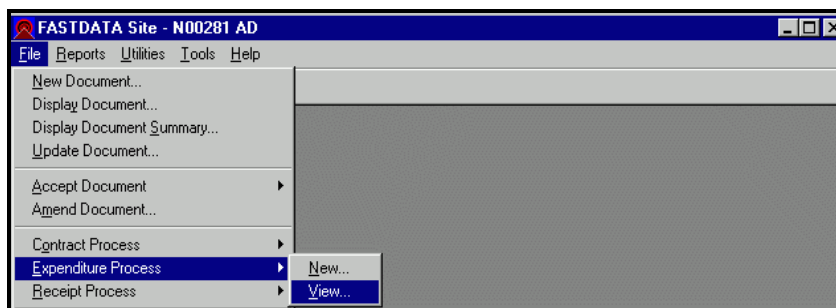 FASTDATA Site - N00281 AD
File Reports Utilities Tools Help
New Document...
Display Document...
Display Document Summary...
Update Document...
Accept Document
Amend Document...
Contract Process
Expenditure Process
New...
Receipt Process
View...